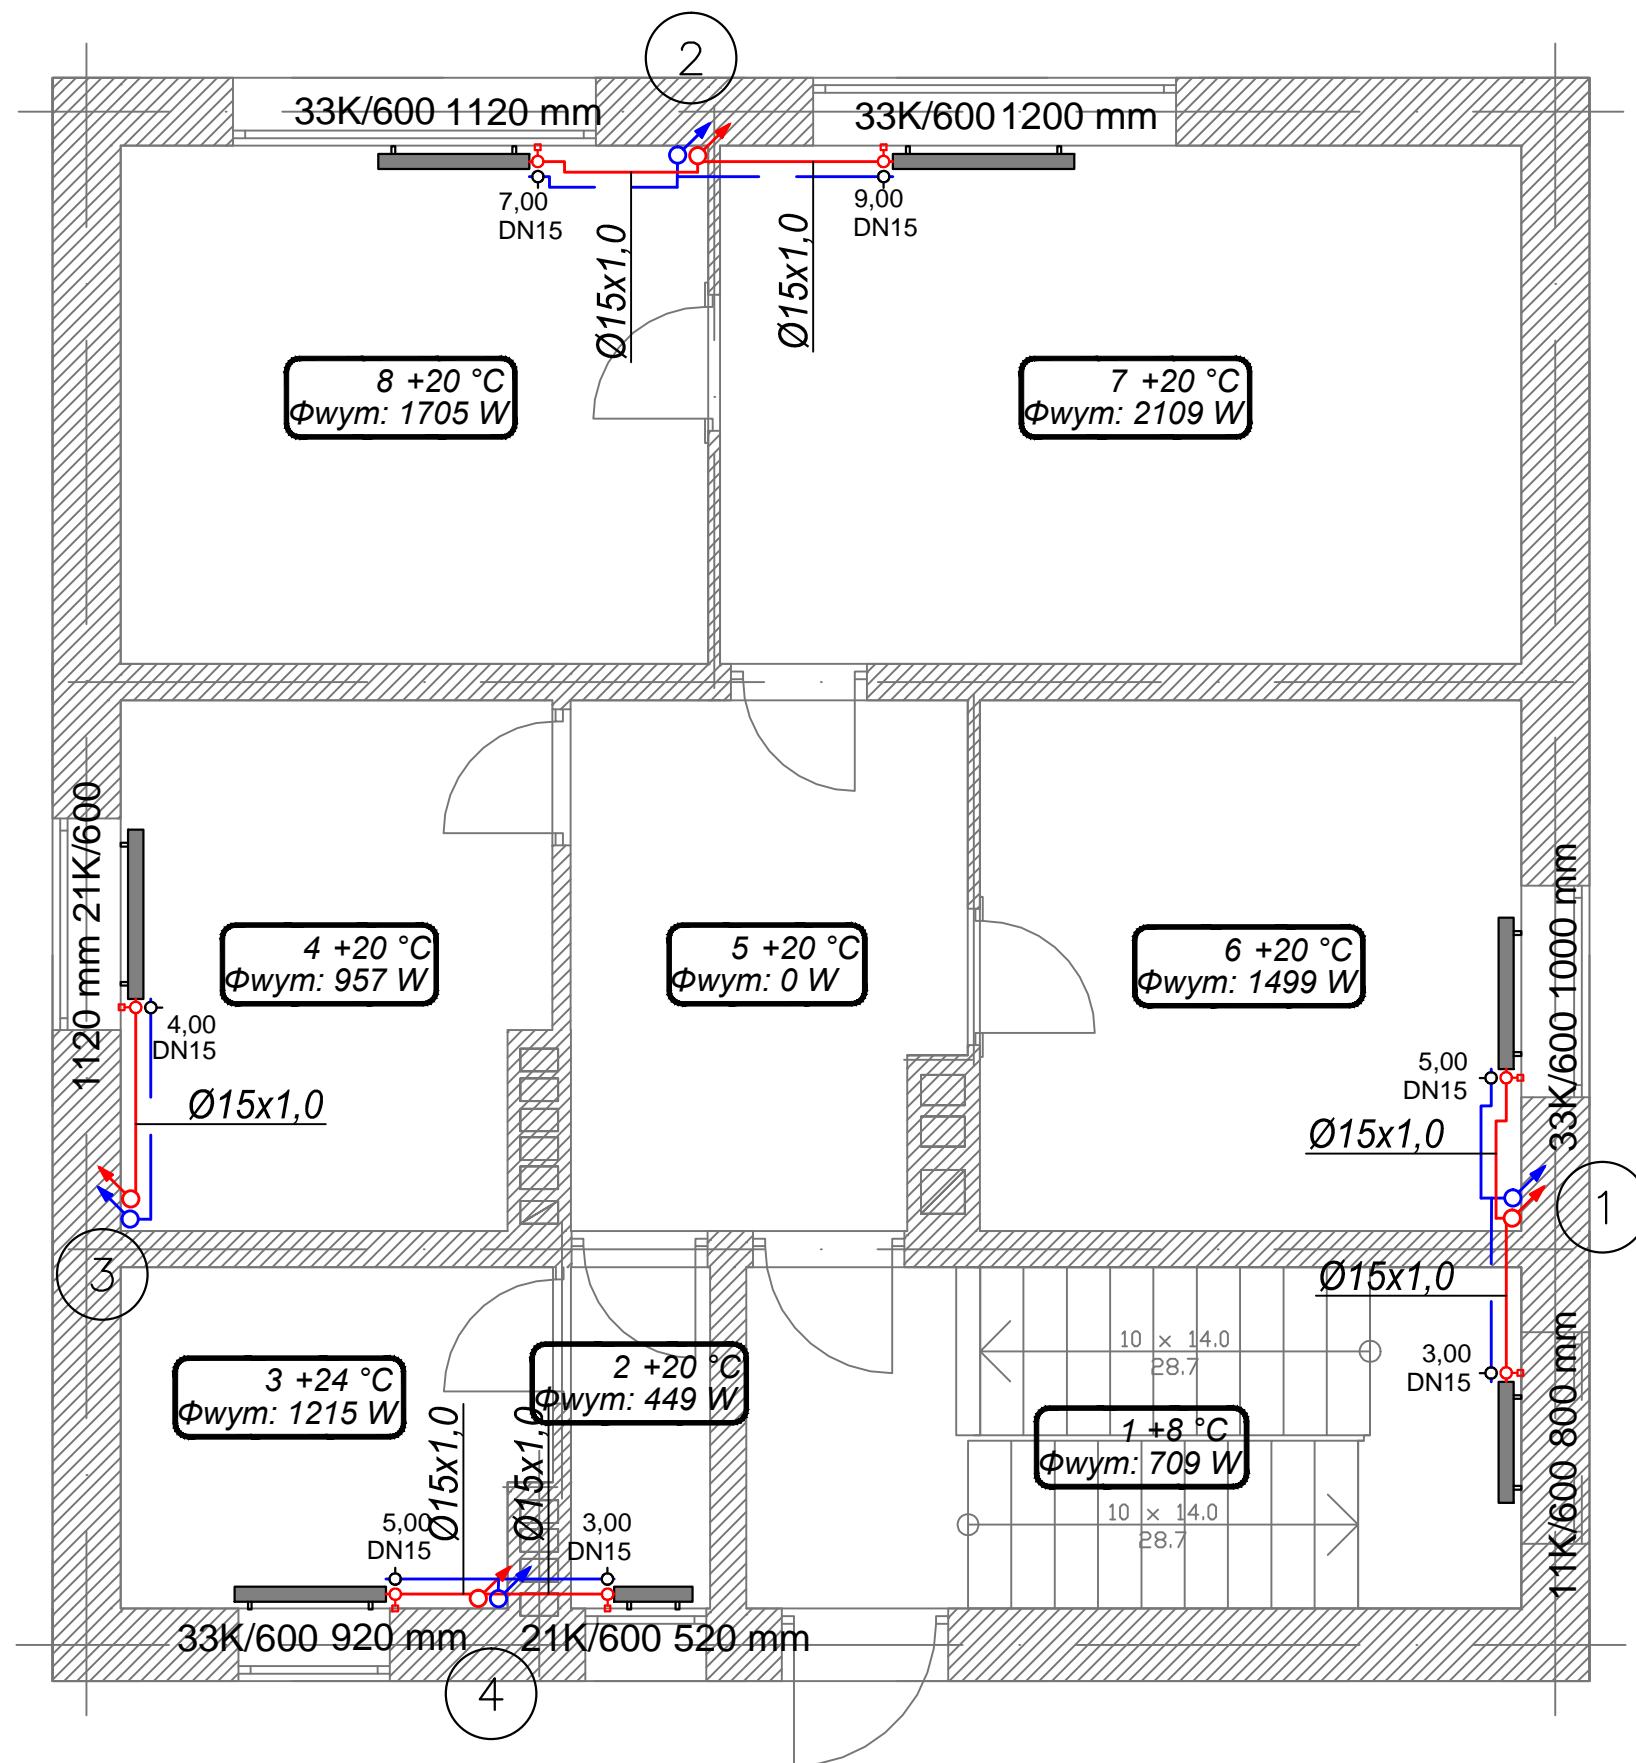 2
33K/600 1120 mm
33K/600 1200 mm
7,00
DN15
9,00
DN15
Ø15x1,0
Ø15x1,0
8 +20 °C
Φwym: 1705 W
7 +20 °C
Φwym: 2109 W
1120 mm 21K/600
4 +20 °C
Φwym: 957 W
5 +20 °C
Φwym: 0 W
6 +20 °C
Φwym: 1499 W
33K/600 1000 mm
4,00
DN15
Ø15x1,0
5,00
DN15
Ø15x1,0
1
3
Ø15x1,0
10 × 14.0
28.7
3,00
DN15
11K/600 800 mm
3 +24 °C
Φwym: 1215 W
2 +20 °C
Φwym: 449 W
1 +8 °C
Φwym: 709 W
Ø15x1,0
Ø15x1,0
10 × 14.0
28.7
5,00
DN15
3,00
DN15
33K/600 920 mm
21K/600 520 mm
4